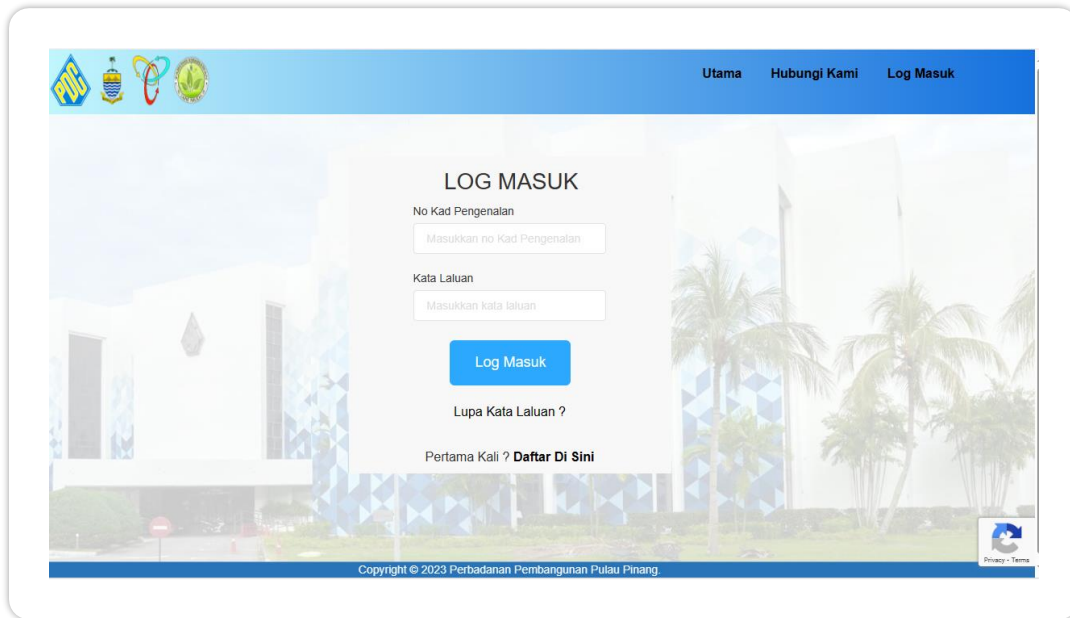 PDC
Utama Hubungi Kami Log Masuk
LOG MASUK
No Kad Pengenalan
Masukkan no Kad Pengenalan
Kata Laluan
Masukkan kata laluan
Log Masuk
Lupa Kata Laluan ?
Pertama Kali ? Daftar Di Sini
Privacy - Terms
Copyright © 2023 Perbadanan Pembangunan Pulau Pinang.